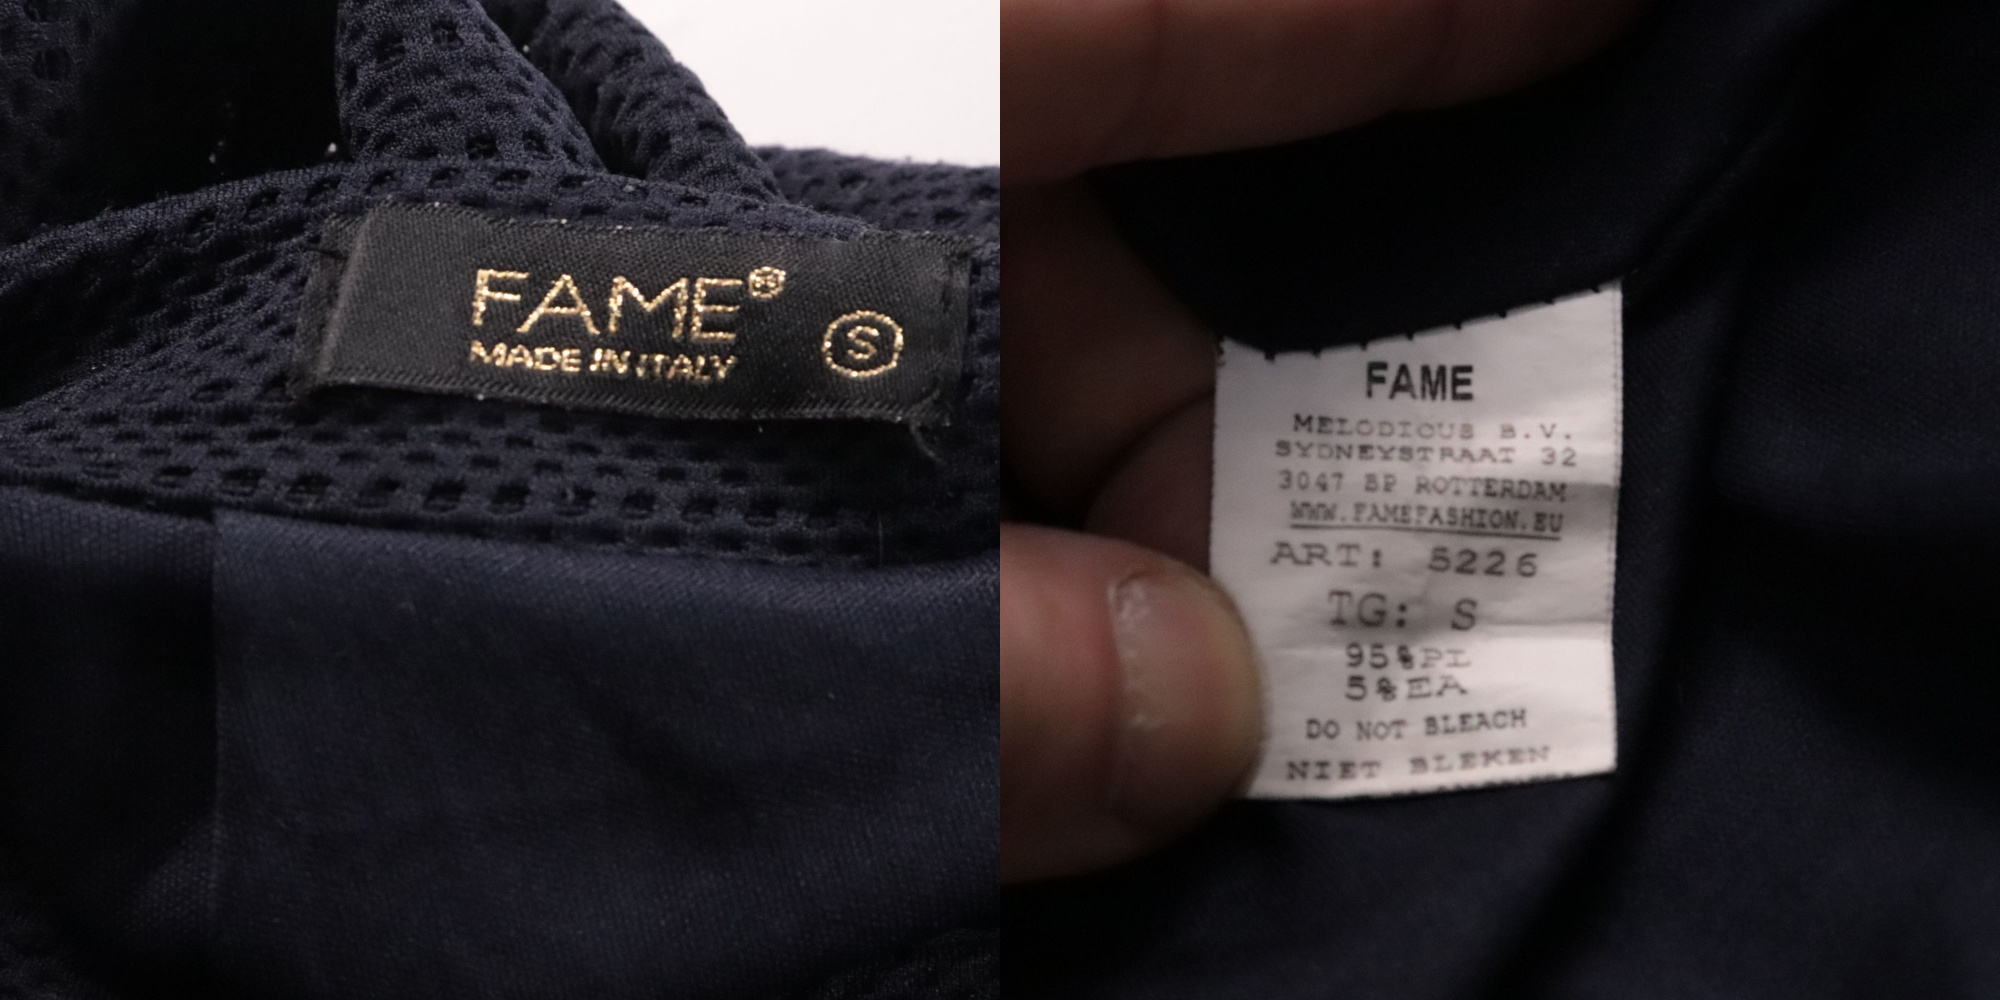 FAME®
MADE IN ITALY
S
FAME
MELODICUS B.V.
SYDNEYSTRAAT 32
3047 BP ROTTERDAM
WWW.FAMEFASHION.EU
ART: 5226
TG: S
95%PL
5%EA
DO NOT BLEACH
NIET BLEKEN